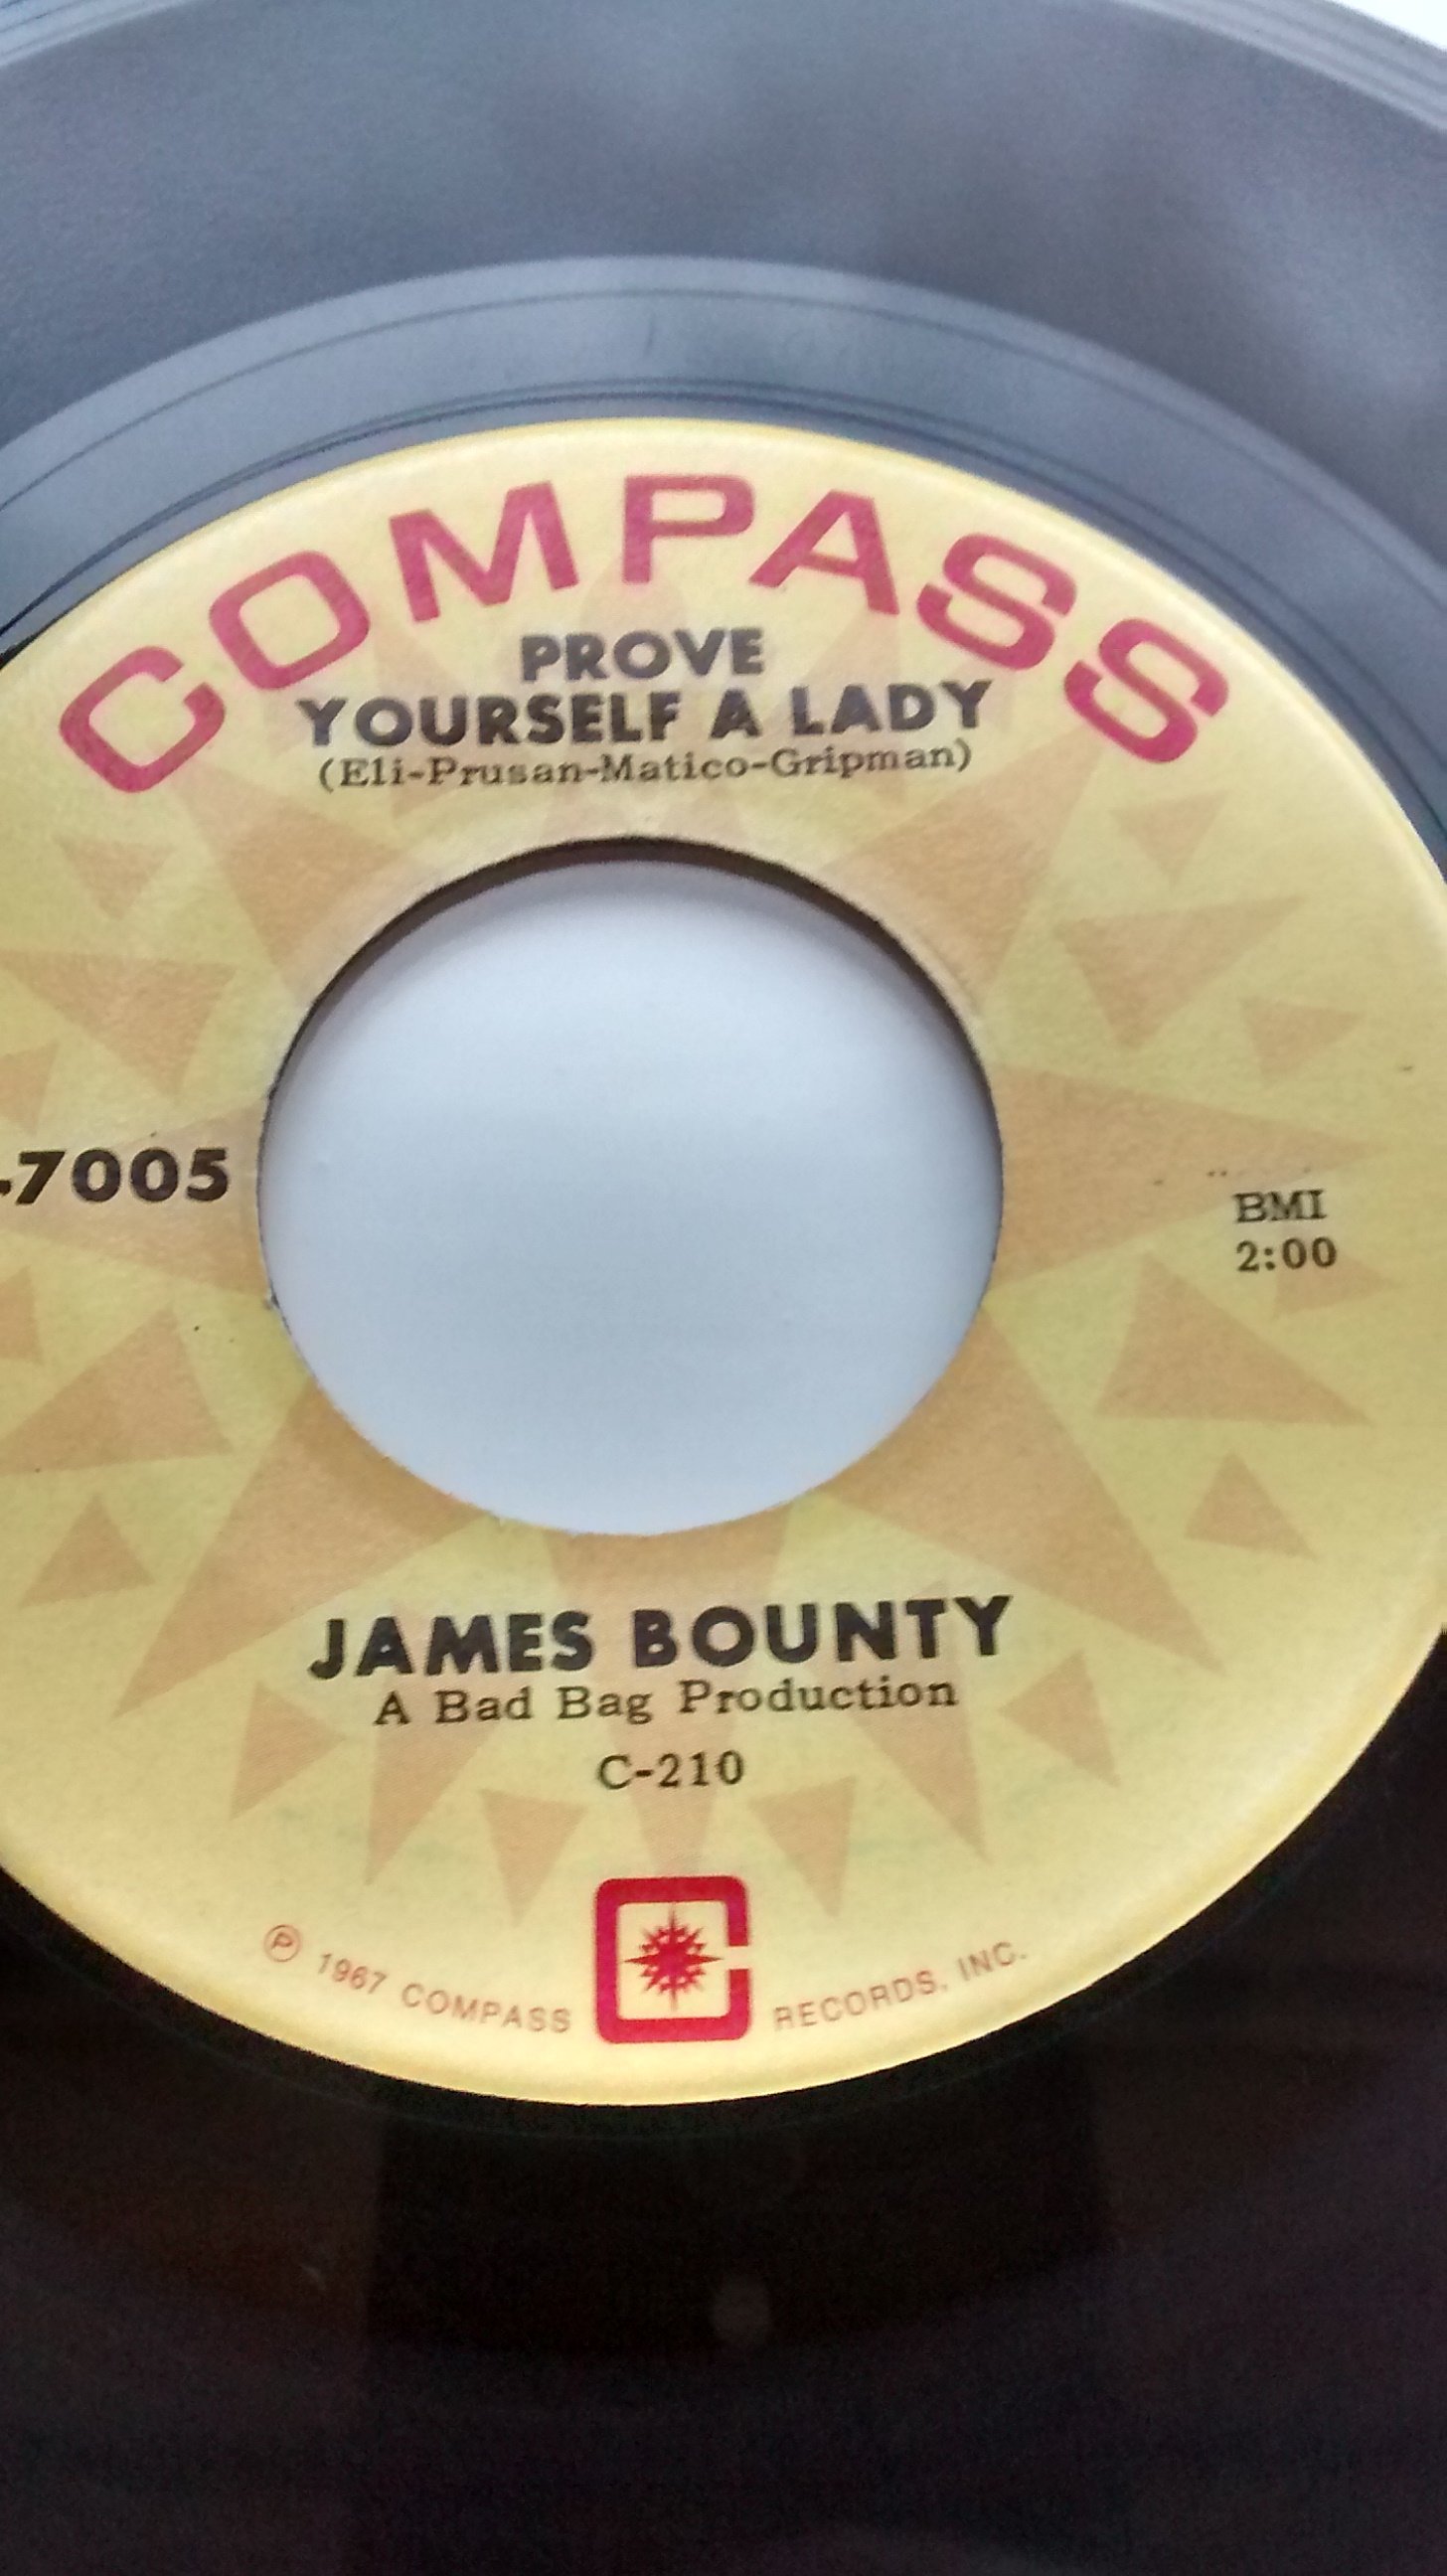 COMPASS
PROVE
YOURSELF A LADY
(Eli-Prusan-Matico-Gripman)
-7005
BMI
2:00
JAMES BOUNTY
A Bad Bag Production
C-210
℗ 1967 COMPASS RECORDS, INC.